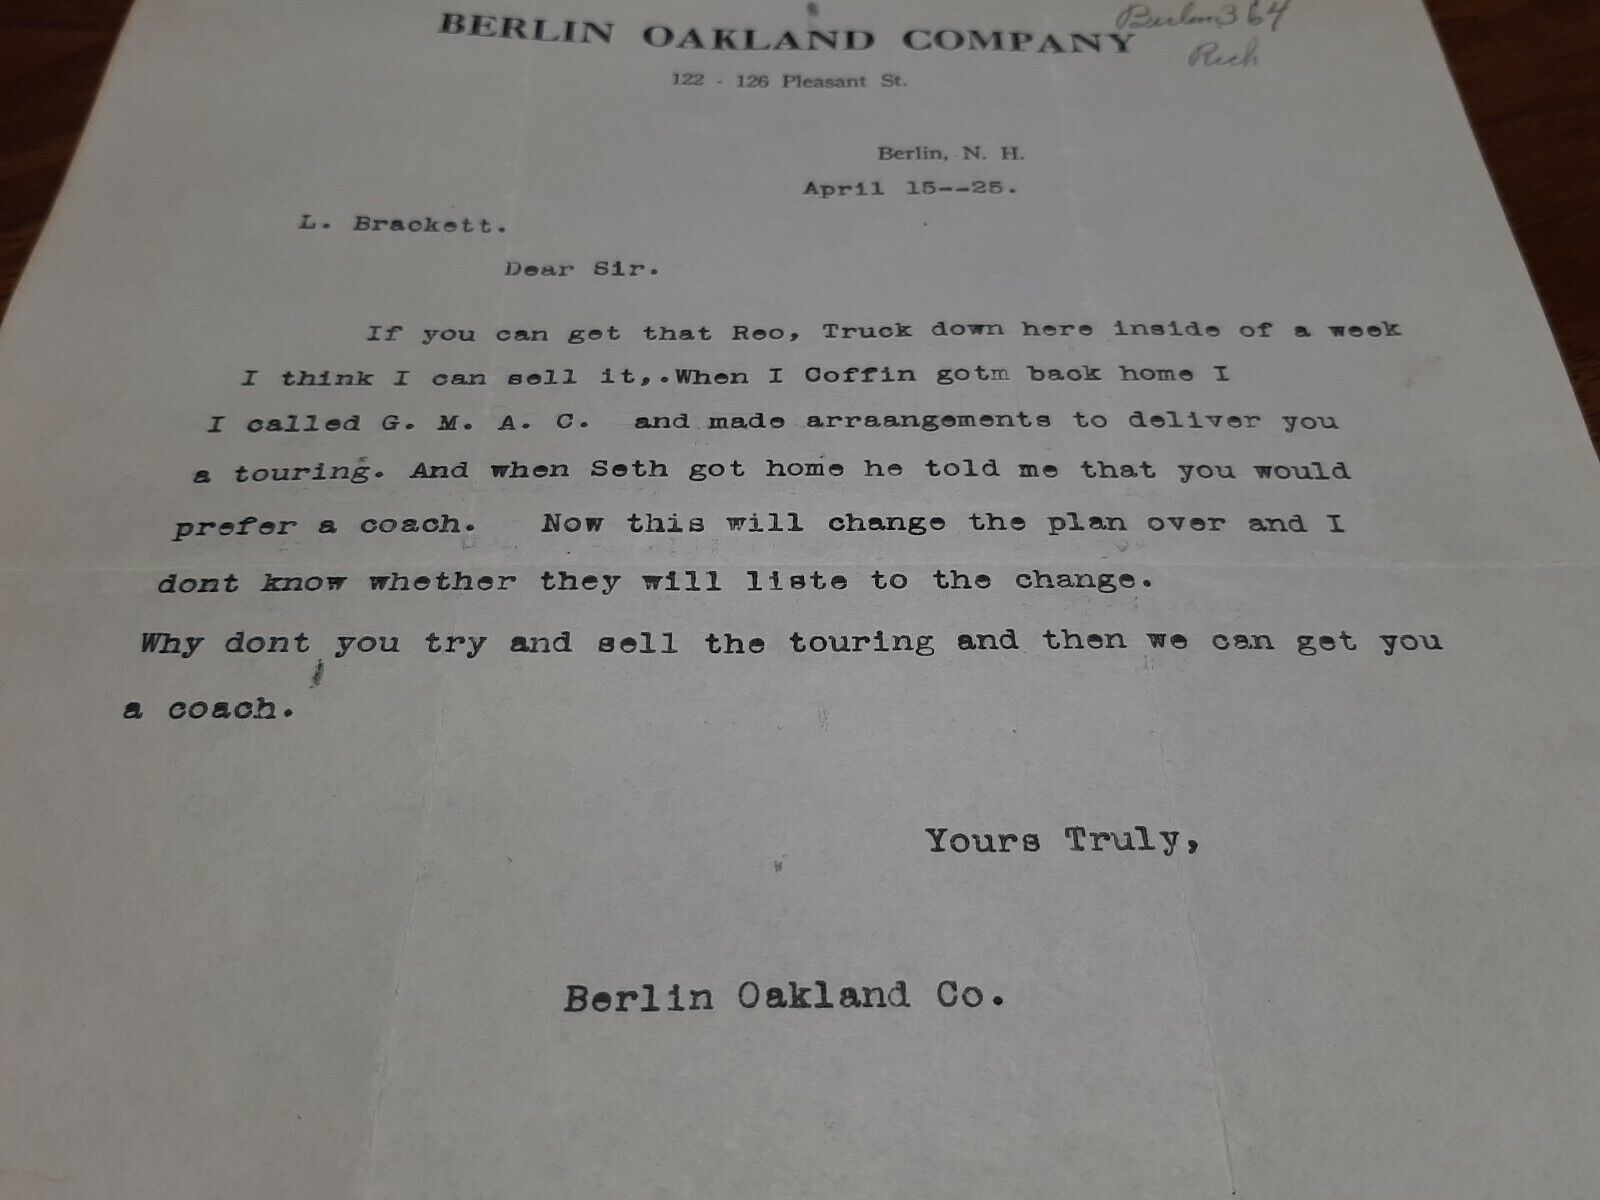 BERLIN OAKLAND COMPANY
Berlin 364
Rich
122 - 126 Pleasant St.
Berlin, N. H.
April 15--25.
L. Brackett.
Dear Sir.
If you can get that Reo, Truck down here inside of a week
I think I can sell it,.When I Coffin gotm back home I
I called G. M. A. C. and made arraangements to deliver you
a touring. And when Seth got home he told me that you would
prefer a coach. Now this will change the plan over and I
dont know whether they will liste to the change.
Why dont you try and sell the touring and then we can get you
a coach.
Yours Truly,
Berlin Oakland Co.